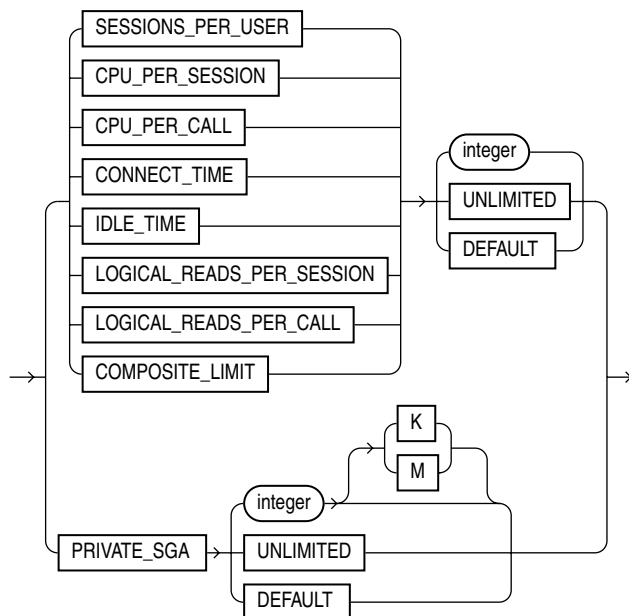 SESSIONS_PER_USER
CPU_PER_SESSION
CPU_PER_CALL
CONNECT_TIME
IDLE_TIME
LOGICAL_READS_PER_SESSION
LOGICAL_READS_PER_CALL
COMPOSITE_LIMIT
integer
UNLIMITED
DEFAULT
PRIVATE_SGA
integer
K
M
UNLIMITED
DEFAULT